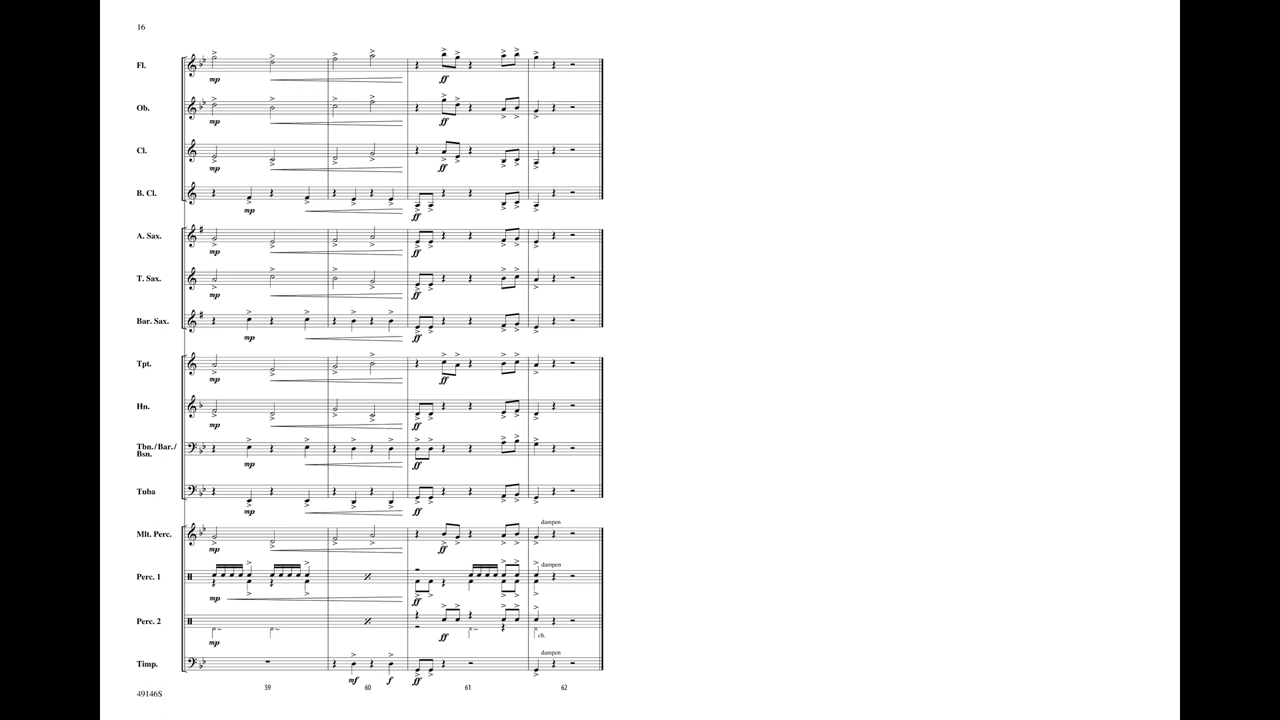 16
Fl.
mp
ff
Ob.
mp
ff
Cl.
mp
ff
B. Cl.
mp
ff
A. Sax.
mp
ff
T. Sax.
mp
ff
Bar. Sax.
mp
ff
Tpt.
mp
ff
Hn.
mp
ff
Tbn./Bar./
Bsn.
mp
ff
Tuba
mp
ff
dampen
Mlt. Perc.
mp
ff
dampen
Perc. 1
mp
ff
Perc. 2
mp
ff
ch.
dampen
Timp.
mf
f
ff
59 60 61 62
49146S